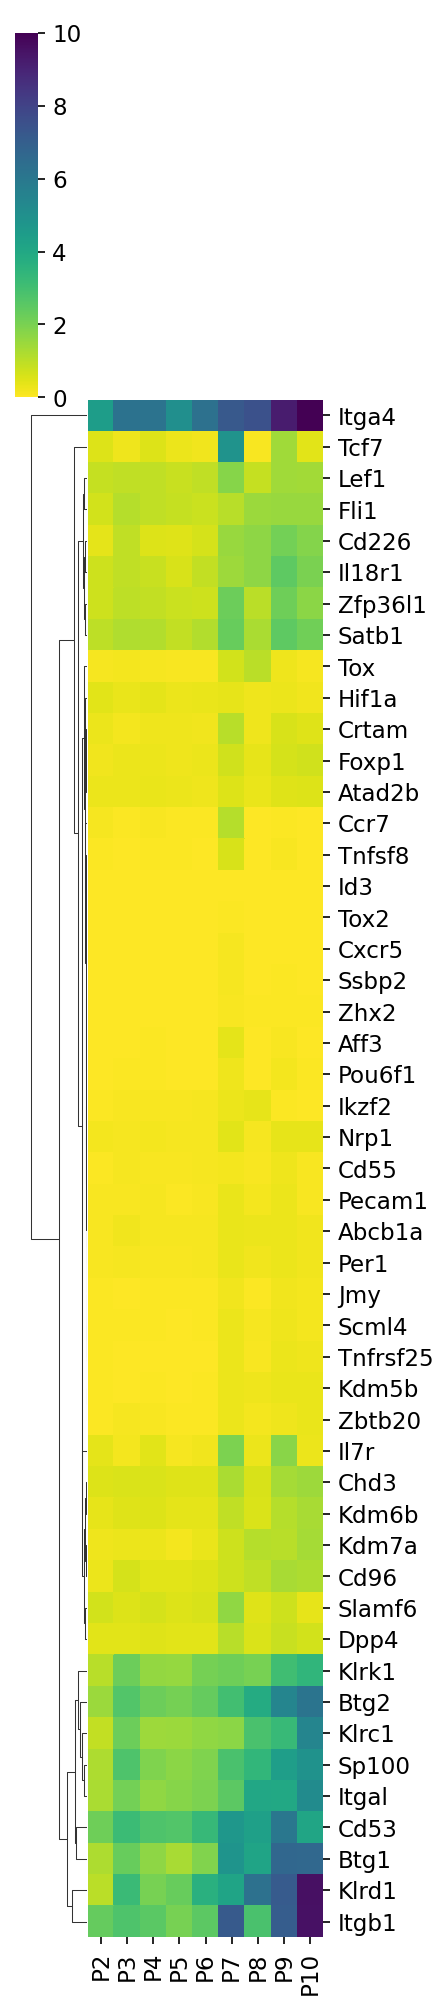 10
8
6
4
2
0
Itga4
Tcf7
Lef1
Fli1
Cd226
Il18r1
Zfp36l1
Satb1
Tox
Hif1a
Crtam
Foxp1
Atad2b
Ccr7
Tnfsf8
Id3
Tox2
Cxcr5
Ssbp2
Zhx2
Aff3
Pou6f1
Ikzf2
Nrp1
Cd55
Pecam1
Abcb1a
Per1
Jmy
Scml4
Tnfrsf25
Kdm5b
Zbtb20
Il7r
Chd3
Kdm6b
Kdm7a
Cd96
Slamf6
Dpp4
Klrk1
Btg2
Klrc1
Sp100
Itgal
Cd53
Btg1
Klrd1
Itgb1
P2 P3 P4 P5 P6 P7 P8 P9 P10